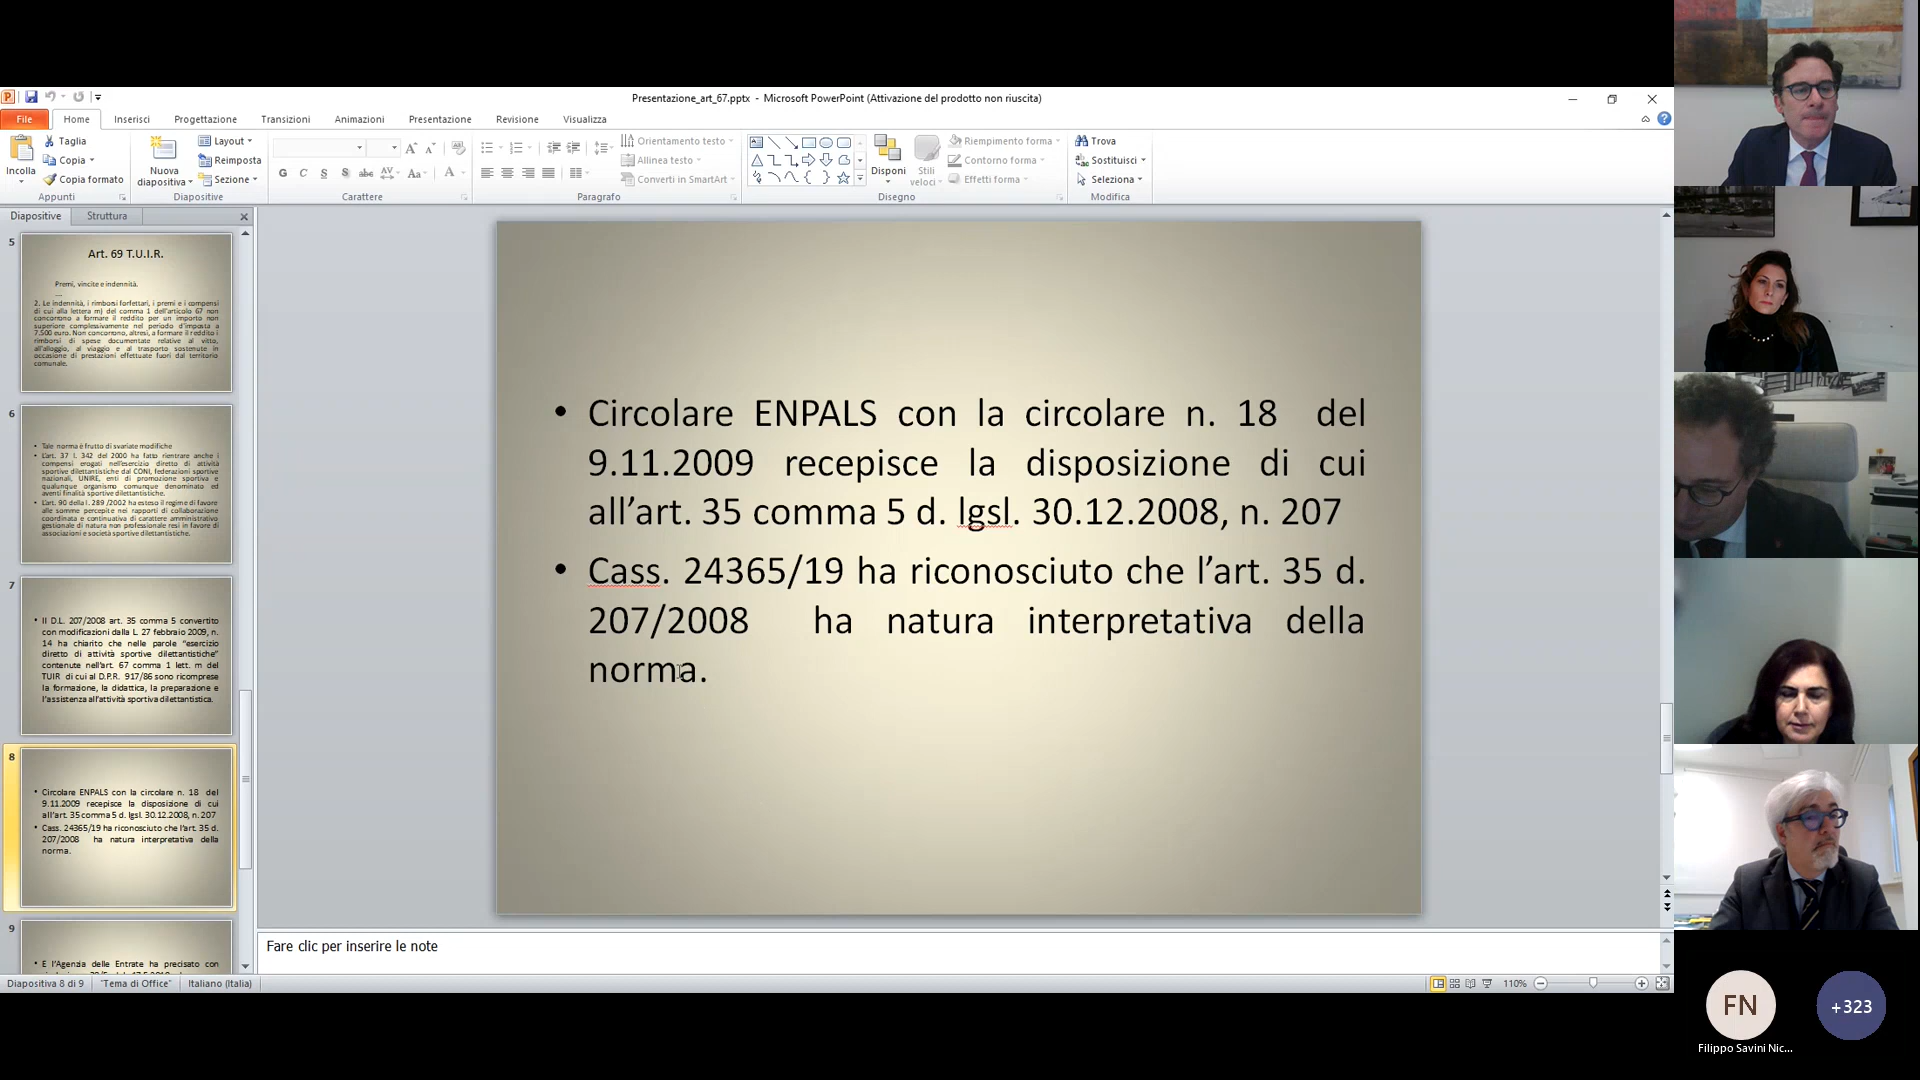 Presentazione_art_67.pptx - Microsoft PowerPoint (Attivazione del prodotto non riuscita)
File Home Inserisci Progettazione Transizioni Animazioni Presentazione Revisione Visualizza
Incolla
Taglia
Copia
Copia formato
Appunti
Nuova diapositiva
Layout
Reimposta
Sezione
Diapositive
G C S S abc AV Aa A
Carattere
Orientamento testo
Allinea testo
Converti in SmartArt
Paragrafo
Disponi
Stili veloci
Riempimento forma
Contorno forma
Effetti forma
Disegno
Trova
Sostituisci
Seleziona
Modifica
Diapositive Struttura
5
Art. 69 T.U.I.R.
Premi, vincite e indennità.
....
2. Le indennità, i rimborsi forfettari, i premi e i compensi
di cui alla lettera m) del comma 1 dell'articolo 67 non
concorrono a formare il reddito per un importo non
superiore complessivamente nel periodo d'imposta a
7.500 euro. Non concorrono, altresì, a formare il reddito i
rimborsi di spese documentate relative al vitto,
all'alloggio, al viaggio e al trasporto sostenute in
occasione di prestazioni effettuate fuori dal territorio
comunale.
6
• Tale norma è frutto di svariate modifiche
• L'art. 37 l. 342 del 2000 ha fatto rientrare anche i
compensi erogati nell'esercizio diretto di attività
sportive dilettantistiche dal CONI, federazioni sportive
nazionali, UNIRE, enti di promozione sportiva e
qualunque organismo comunque denominato ed
aventi finalità sportive dilettantistiche.
• L'art. 90 della l. 289 /2002 ha esteso il regime di favore
alle somme percepite nei rapporti di collaborazione
coordinata e continuativa di carattere amministrativo
gestionale di natura non professionale resi in favore di
associazioni e società sportive dilettantistiche.
7
• Il D.L. 207/2008 art. 35 comma 5 convertito
con modificazioni dalla L. 27 febbraio 2009, n.
14 ha chiarito che nelle parole "esercizio
diretto di attività sportive dilettantistiche"
contenute nell'art. 67 comma 1 lett. m del
TUIR di cui al D.P.R. 917/86 sono ricomprese
la formazione, la didattica, la preparazione e
l'assistenza all'attività sportiva dilettantistica.
8
• Circolare ENPALS con la circolare n. 18 del
9.11.2009 recepisce la disposizione di cui
all'art. 35 comma 5 d. lgsl. 30.12.2008, n. 207
• Cass. 24365/19 ha riconosciuto che l'art. 35 d.
207/2008 ha natura interpretativa della
norma.
9
• E l'Agenzia delle Entrate ha precisato con
• Circolare ENPALS con la circolare n. 18 del
9.11.2009 recepisce la disposizione di cui
all'art. 35 comma 5 d. lgsl. 30.12.2008, n. 207
• Cass. 24365/19 ha riconosciuto che l'art. 35 d.
207/2008 ha natura interpretativa della
norma.
Fare clic per inserire le note
Diapositiva 8 di 9 "Tema di Office" Italiano (Italia)
110%
FN
+323
Filippo Savini Nic...